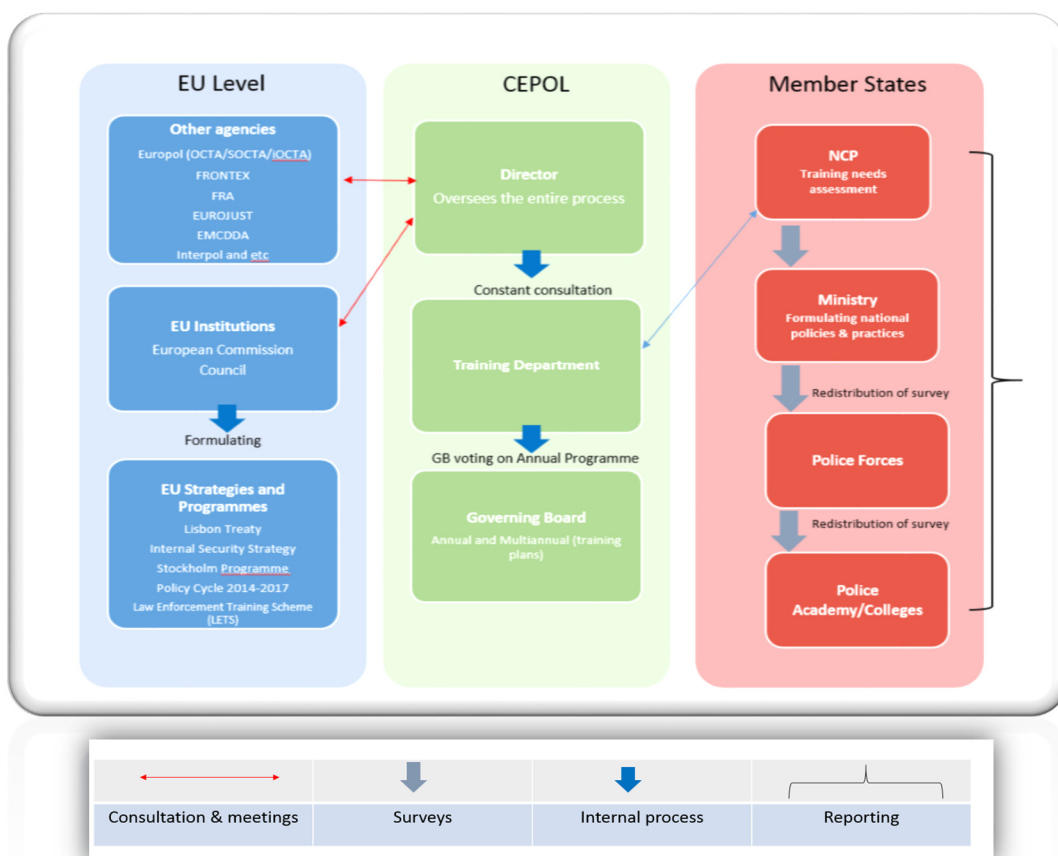 EU Level
Other agencies
Europol (OCTA/SOCTA/iOCTA)
FRONTEX
FRA
EUROJUST
EMCDDA
Interpol and etc
EU Institutions
European Commission
Council
Formulating
EU Strategies and
Programmes
Lisbon Treaty
Internal Security Strategy
Stockholm Programme
Policy Cycle 2014-2017
Law Enforcement Training Scheme
(LETS)
CEPOL
Director
Oversees the entire process
Constant consultation
Training Department
GB voting on Annual Programme
Governing Board
Annual and Multiannual (training
plans)
Member States
NCP
Training needs
assessment
Ministry
Formulating national
policies & practices
Redistribution of survey
Police Forces
Redistribution of survey
Police
Academy/Colleges
Consultation & meetings
Surveys
Internal process
Reporting